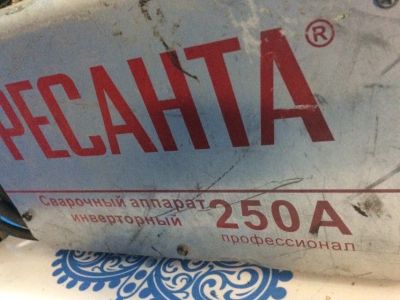 РЕСАНТА®
Сварочный аппарат
инверторный 250А
профессионал